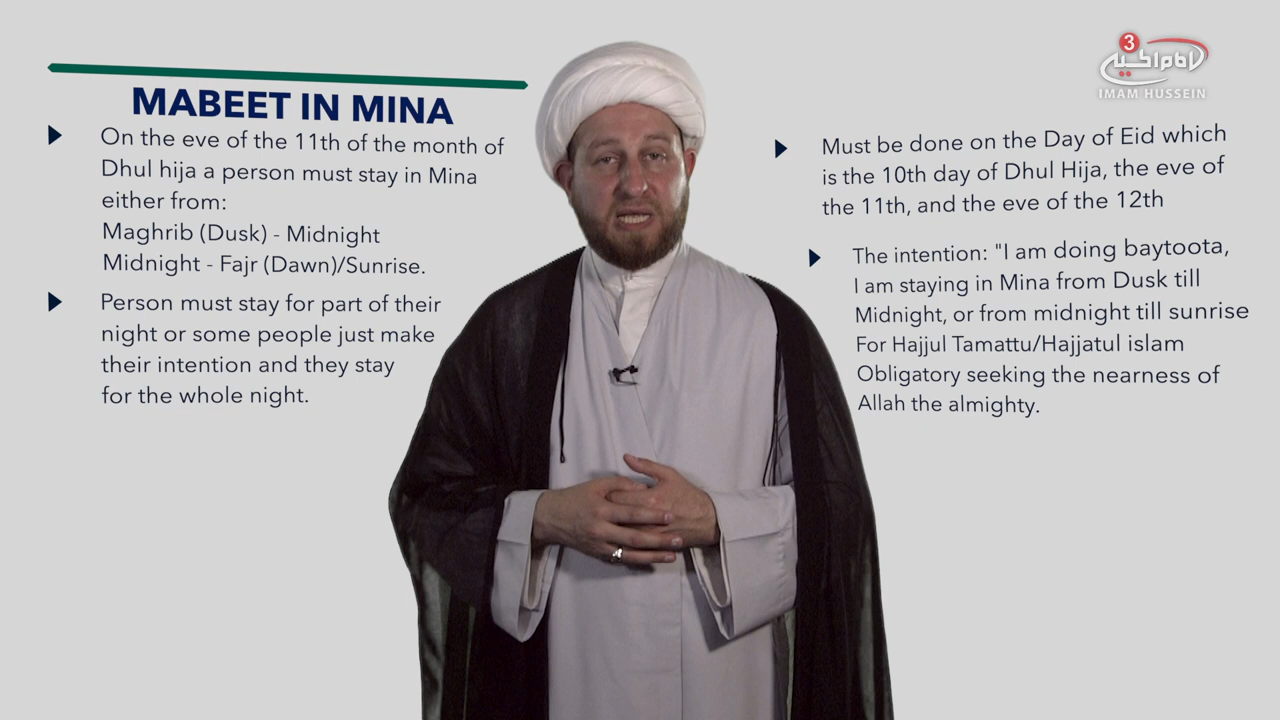 MABEET IN MINA
On the eve of the 11th of the month of
Dhul hija a person must stay in Mina
either from:
Maghrib (Dusk) - Midnight
Midnight - Fajr (Dawn)/Sunrise.
Person must stay for part of their
night or some people just make
their intention and they stay
for the whole night.
3
IMAM HUSSEIN
Must be done on the Day of Eid which
is the 10th day of Dhul Hija, the eve of
the 11th, and the eve of the 12th
The intention: "I am doing baytoota,
I am staying in Mina from Dusk till
Midnight, or from midnight till sunrise
For Hajjul Tamattu/Hajjatul islam
Obligatory seeking the nearness of
Allah the almighty.